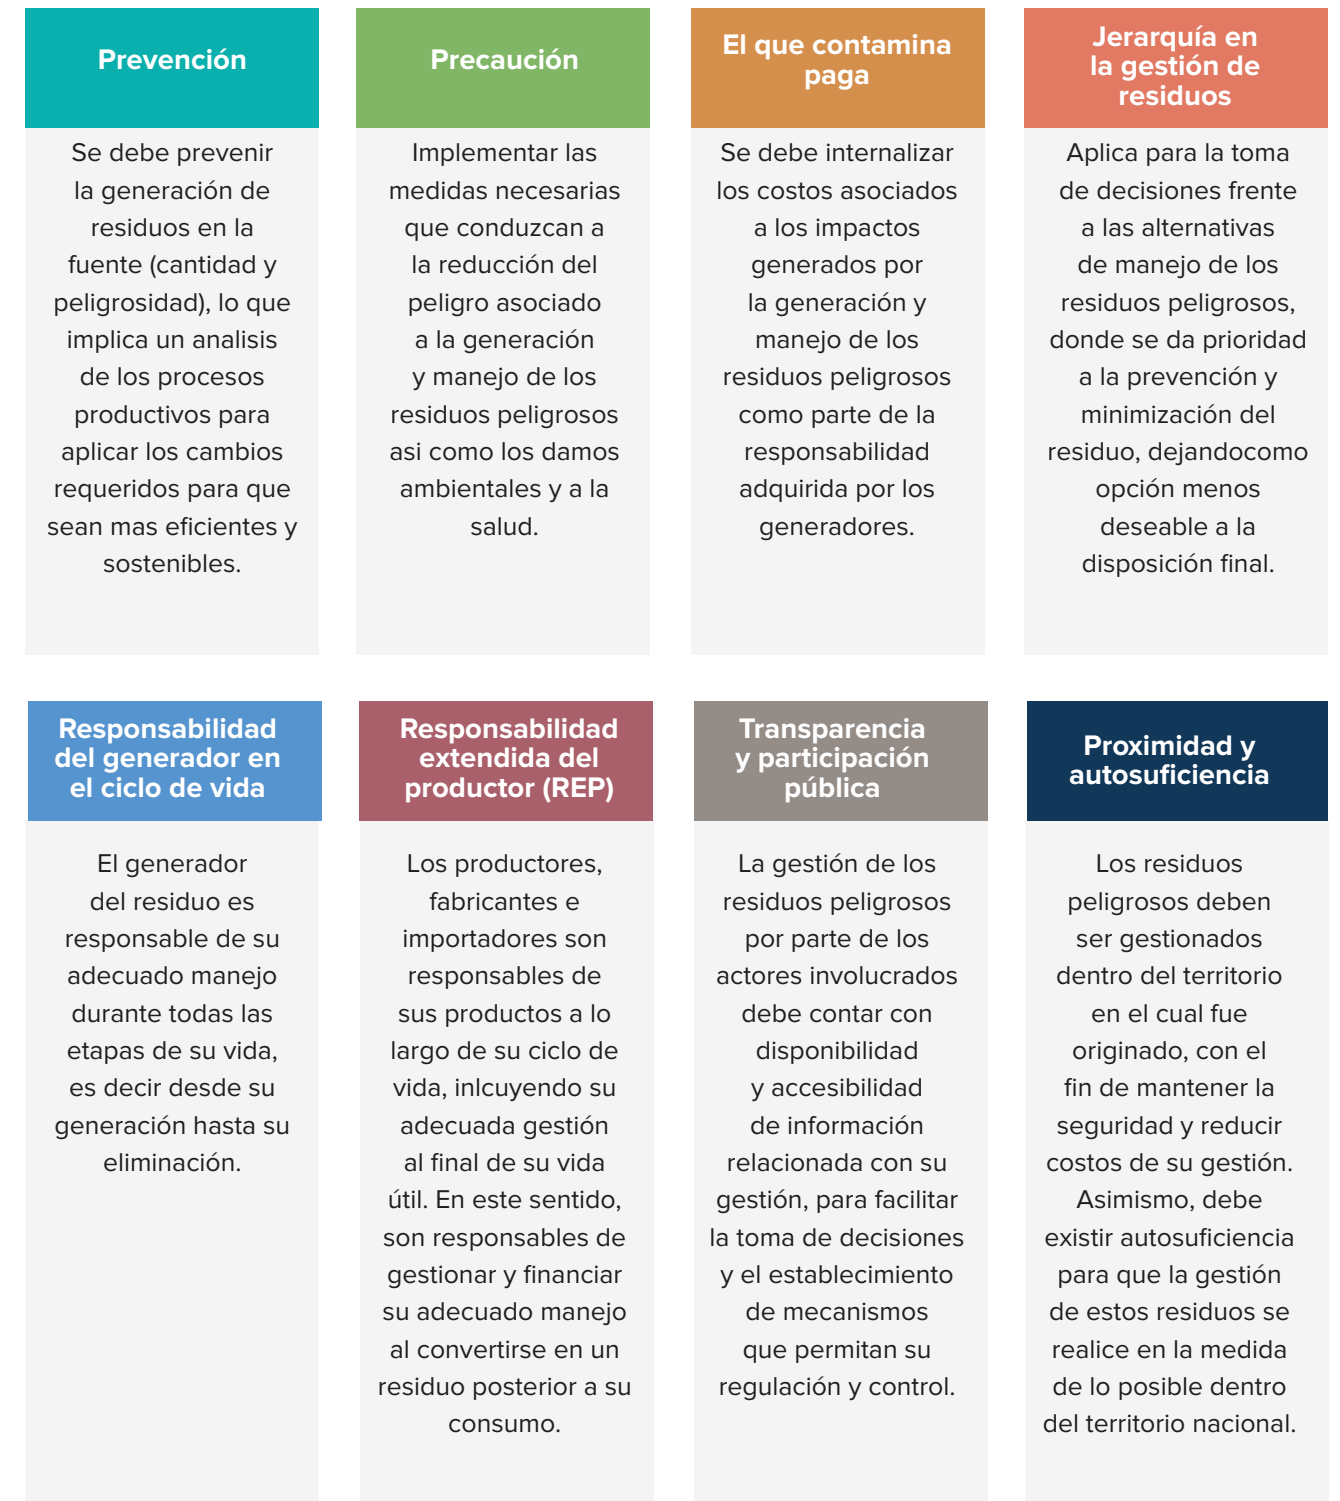 Prevención
Se debe prevenir
la generación de
residuos en la
fuente (cantidad y
peligrosidad), lo que
implica un analisis
de los procesos
productivos para
aplicar los cambios
requeridos para que
sean mas eficientes y
sostenibles.
Precaución
Implementar las
medidas necesarias
que conduzcan a
la reducción del
peligro asociado
a la generación
y manejo de los
residuos peligrosos
asi como los damos
ambientales y a la
salud.
El que contamina
paga
Se debe internalizar
los costos asociados
a los impactos
generados por
la generación y
manejo de los
residuos peligrosos
como parte de la
responsabilidad
adquirida por los
generadores.
Jerarquía en
la gestión de
residuos
Aplica para la toma
de decisiones frente
a las alternativas
de manejo de los
residuos peligrosos,
donde se da prioridad
a la prevención y
minimización del
residuo, dejandocomo
opción menos
deseable a la
disposición final.
Responsabilidad
del generador en
el ciclo de vida
El generador
del residuo es
responsable de su
adecuado manejo
durante todas las
etapas de su vida,
es decir desde su
generación hasta su
eliminación.
Responsabilidad
extendida del
productor (REP)
Los productores,
fabricantes e
importadores son
responsables de
sus productos a lo
largo de su ciclo de
vida, inlcuyendo su
adecuada gestión
al final de su vida
útil. En este sentido,
son responsables de
gestionar y financiar
su adecuado manejo
al convertirse en un
residuo posterior a su
consumo.
Transparencia
y participación
pública
La gestión de los
residuos peligrosos
por parte de los
actores involucrados
debe contar con
disponibilidad
y accesibilidad
de información
relacionada con su
gestión, para facilitar
la toma de decisiones
y el establecimiento
de mecanismos
que permitan su
regulación y control.
Proximidad y
autosuficiencia
Los residuos
peligrosos deben
ser gestionados
dentro del territorio
en el cual fue
originado, con el
fin de mantener la
seguridad y reducir
costos de su gestión.
Asimismo, debe
existir autosuficiencia
para que la gestión
de estos residuos se
realice en la medida
de lo posible dentro
del territorio nacional.